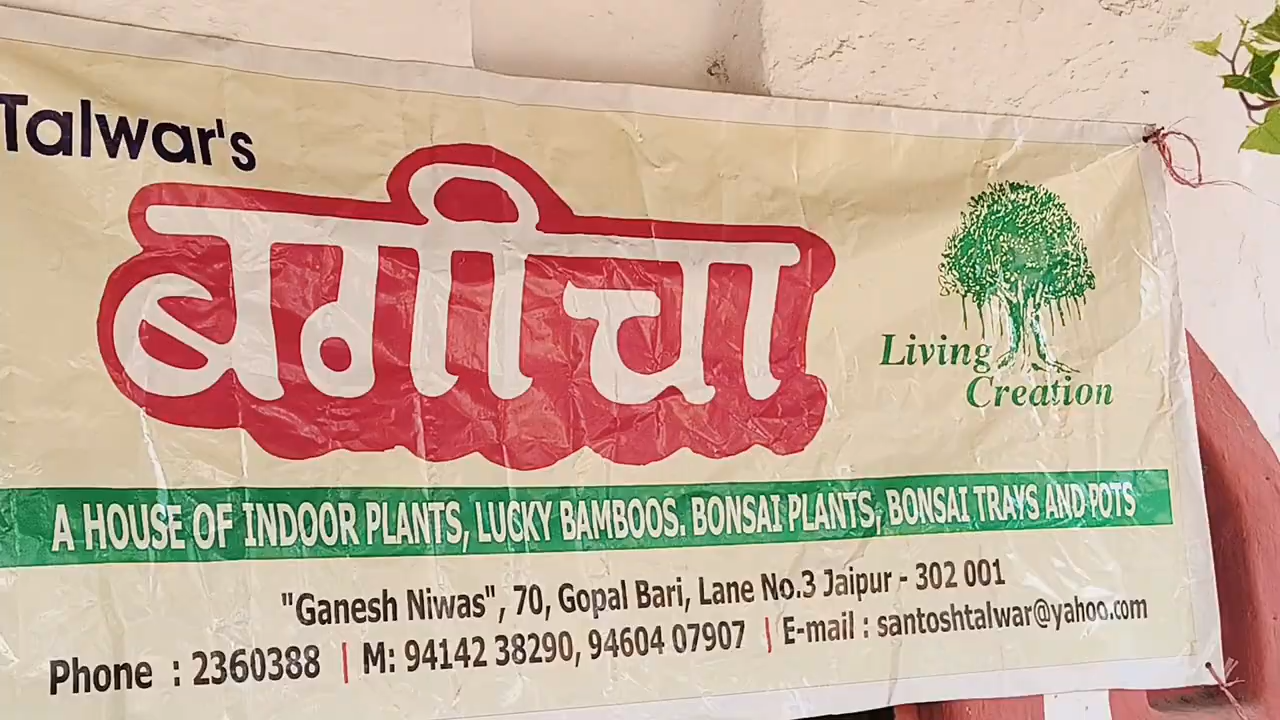 Talwar's
बगीचा
Living
Creation
A HOUSE OF INDOOR PLANTS, LUCKY BAMBOOS. BONSAI PLANTS, BONSAI TRAYS AND POTS
"Ganesh Niwas", 70, Gopal Bari, Lane No.3 Jaipur - 302 001
Phone : 2360388 | M: 94142 38290, 94604 07907 | E-mail : santoshtalwar@yahoo.com